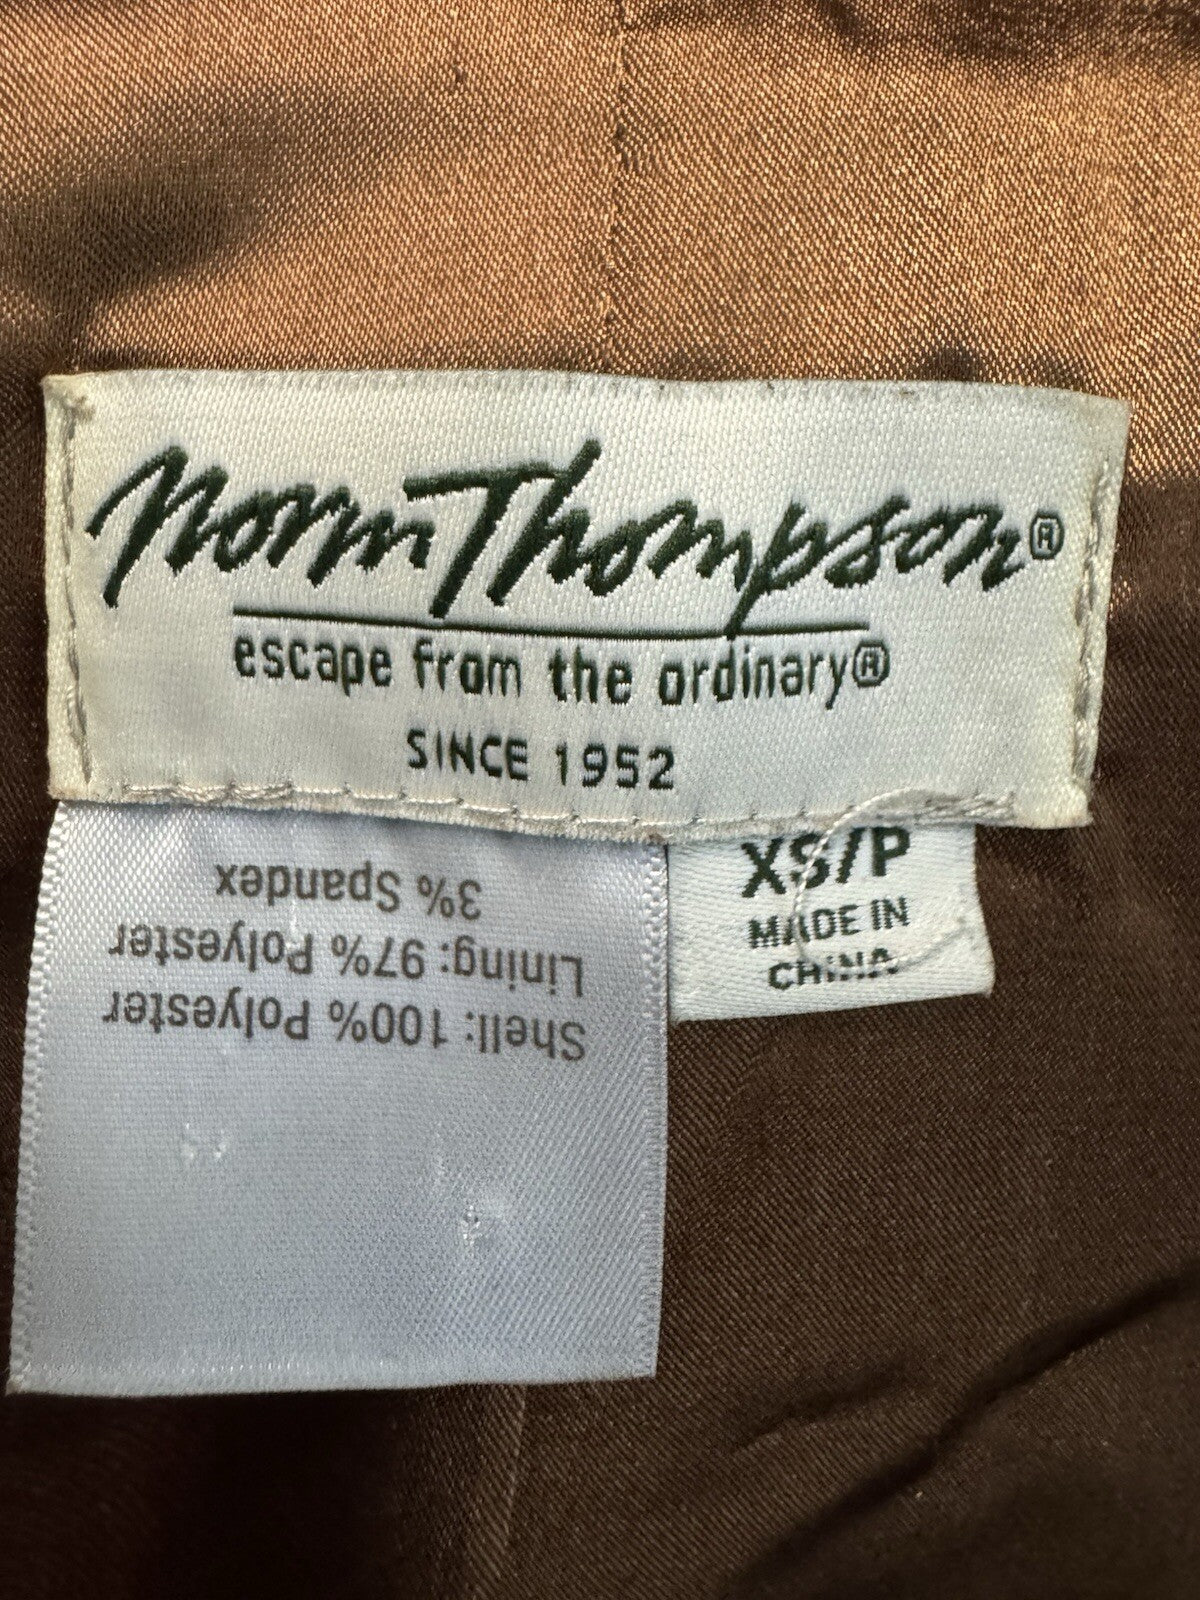 Norm Thompson®
escape from the ordinary®
SINCE 1952
XS/P
MADE IN
CHINA
Shell: 100% Polyester
Lining: 97% Polyester
3% Spandex